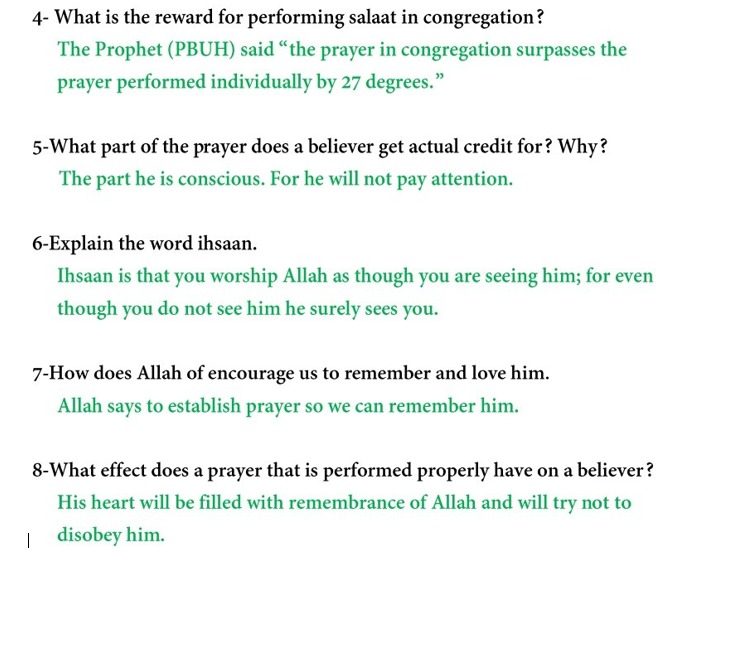 4- What is the reward for performing salaat in congregation?
The Prophet (PBUH) said “the prayer in congregation surpasses the
prayer performed individually by 27 degrees.”
5-What part of the prayer does a believer get actual credit for? Why?
The part he is conscious. For he will not pay attention.
6-Explain the word ihsaan.
Ihsaan is that you worship Allah as though you are seeing him; for even
though you do not see him he surely sees you.
7-How does Allah of encourage us to remember and love him.
Allah says to establish prayer so we can remember him.
8-What effect does a prayer that is performed properly have on a believer?
His heart will be filled with remembrance of Allah and will try not to
disobey him.